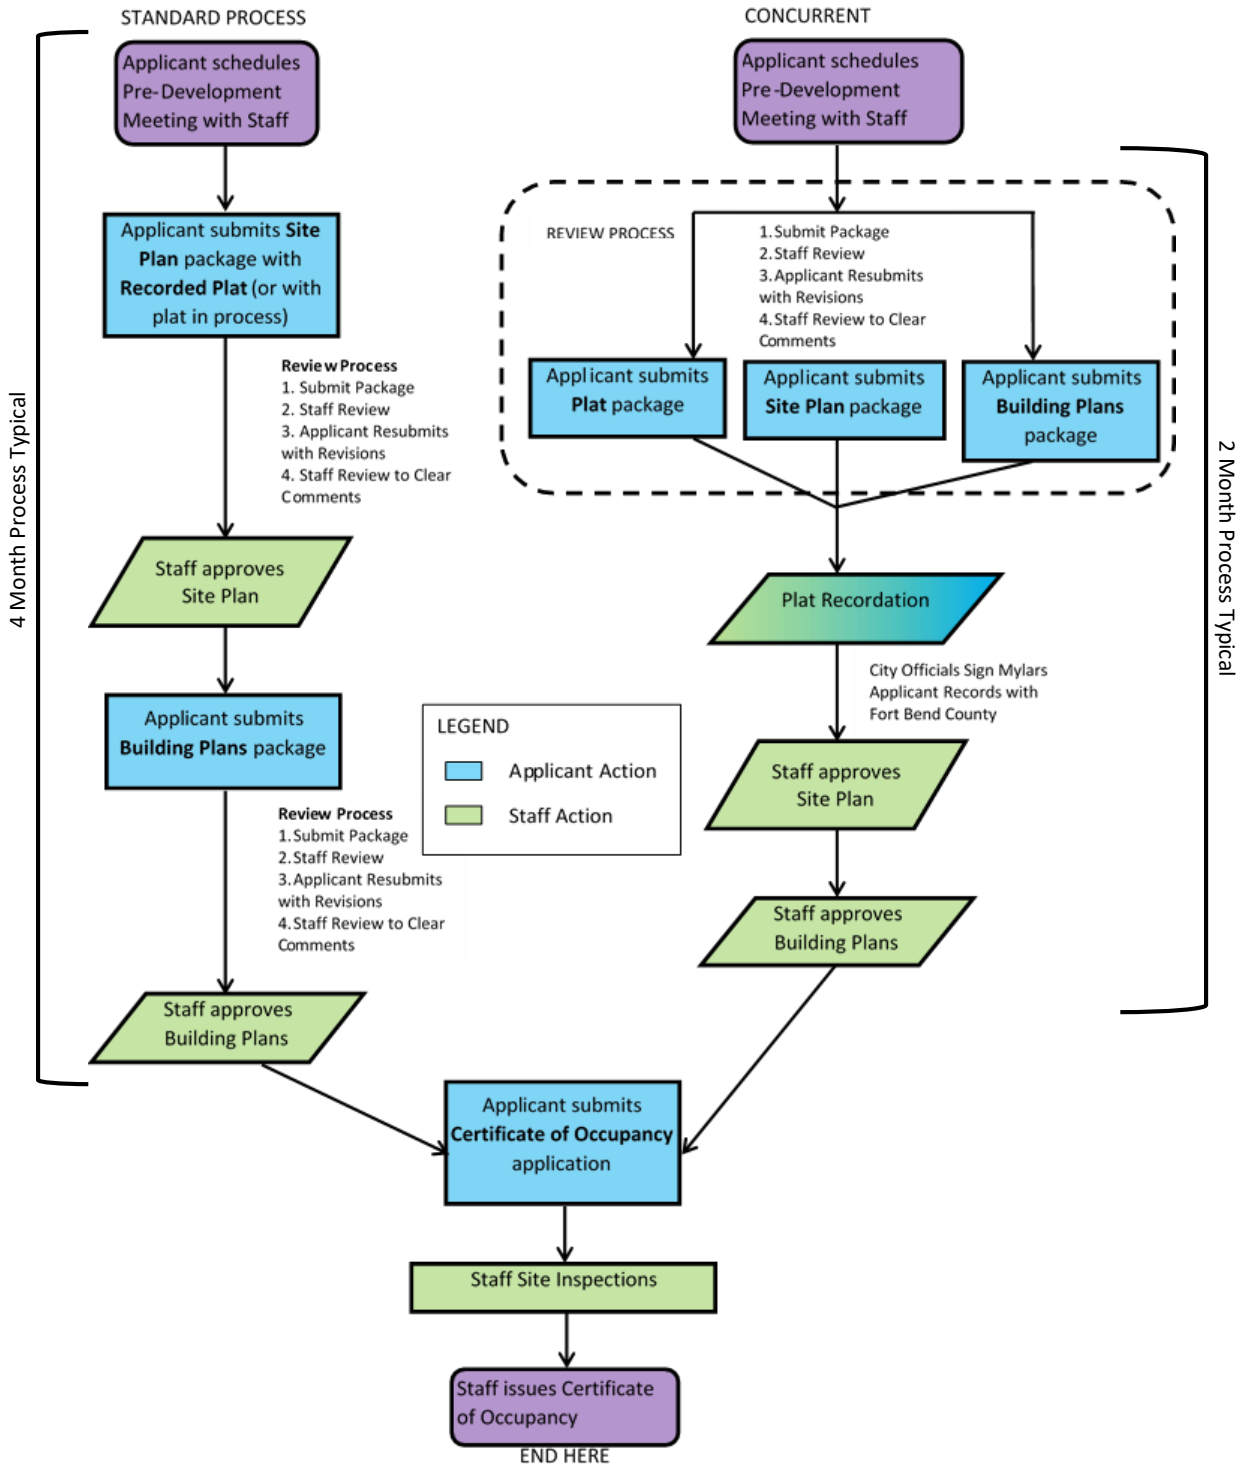 STANDARD PROCESS
Applicant schedules
Pre-Development
Meeting with Staff
Applicant submits Site
Plan package with
Recorded Plat (or with
plat in process)
Review Process
1. Submit Package
2. Staff Review
3. Applicant Resubmits
with Revisions
4. Staff Review to Clear
Comments
Staff approves
Site Plan
Applicant submits
Building Plans package
Review Process
1.Submit Package
2.Staff Review
3.Applicant Resubmits
with Revisions
4.Staff Review to Clear
Comments
Staff approves
Building Plans
4 Month Process Typical
CONCURRENT
Applicant schedules
Pre-Development
Meeting with Staff
REVIEW PROCESS
1.Submit Package
2.Staff Review
3.Applicant Resubmits
with Revisions
4.Staff Review to Clear
Comments
Applicant submits
Plat package
Applicant submits
Site Plan package
Applicant submits
Building Plans
package
Plat Recordation
City Officials Sign Mylars
Applicant Records with
Fort Bend County
Staff approves
Site Plan
Staff approves
Building Plans
2 Month Process Typical
LEGEND
Applicant Action
Staff Action
Applicant submits
Certificate of Occupancy
application
Staff Site Inspections
Staff issues Certificate
of Occupancy
END HERE